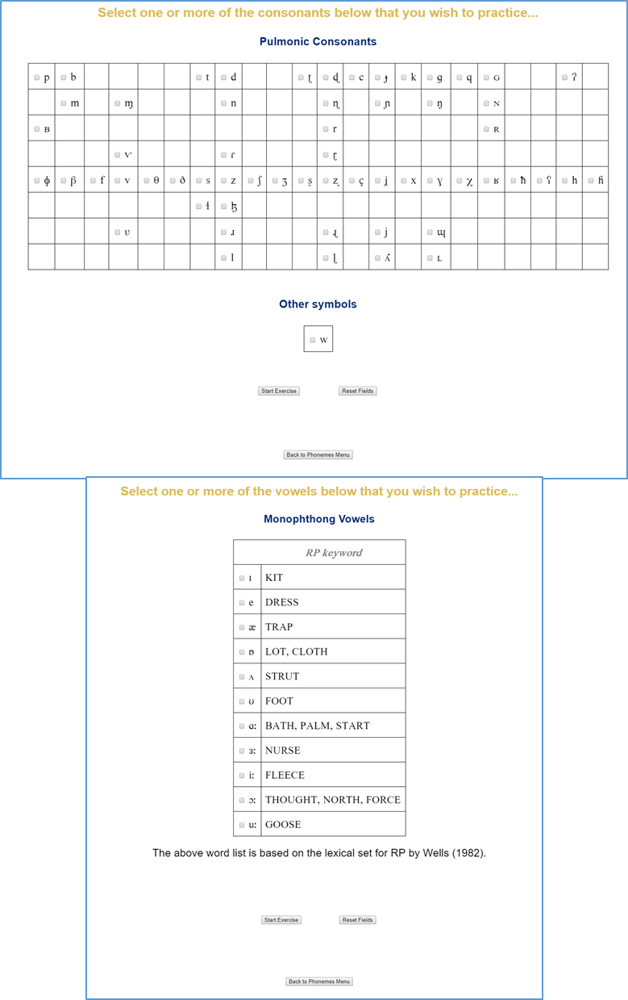 Select one or more of the consonants below that you wish to practice...
Pulmonic Consonants
p b t d ʈ ɖ c ɟ k ɡ q ɢ ʔ
m ɱ n ɳ ɲ ŋ ɴ
ʙ r ʀ
ⱱ ɾ ɽ
ɸ β f v θ ð s z ʃ ʒ ʂ ʐ ç ʝ x ɣ χ ʁ ħ ʕ h ɦ
ɬ ɮ
ʋ ɹ ɻ j ɰ
l ɭ ʎ ʟ
Other symbols
w
Start Exercise Reset Fields
Back to Phonemes Menu
Select one or more of the vowels below that you wish to practice...
Monophthong Vowels
RP keyword
ɪ KIT
e DRESS
æ TRAP
ɒ LOT, CLOTH
ʌ STRUT
ʊ FOOT
ɑː BATH, PALM, START
ɜː NURSE
iː FLEECE
ɔː THOUGHT, NORTH, FORCE
uː GOOSE
The above word list is based on the lexical set for RP by Wells (1982).
Start Exercise Reset Fields
Back to Phonemes Menu